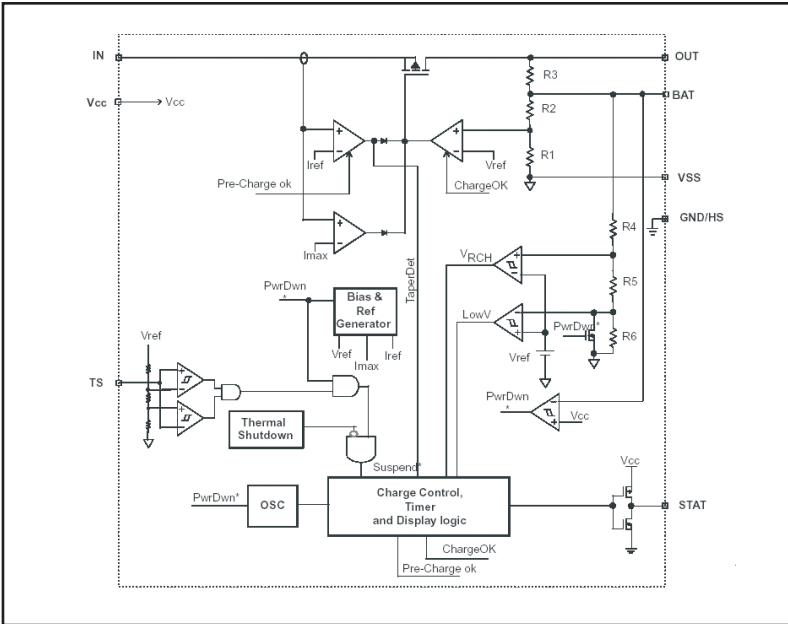 IN
OUT
R3
BAT
Vcc
Vcc
R2
Iref
Vref
R1
Pre-Charge ok
ChargeOK
VSS
GND/HS
R4
Imax
VRCH
TaperDet
R5
PwrDwn
*
Bias &
Ref
Generator
LowV
PwrDwn*
R6
Vref
Iref
Imax
Vref
Vref
TS
PwrDwn
*
Vcc
Thermal
Shutdown
Suspend*
Vcc
PwrDwn*
OSC
Charge Control,
Timer
and Display logic
STAT
ChargeOK
Pre-Charge ok